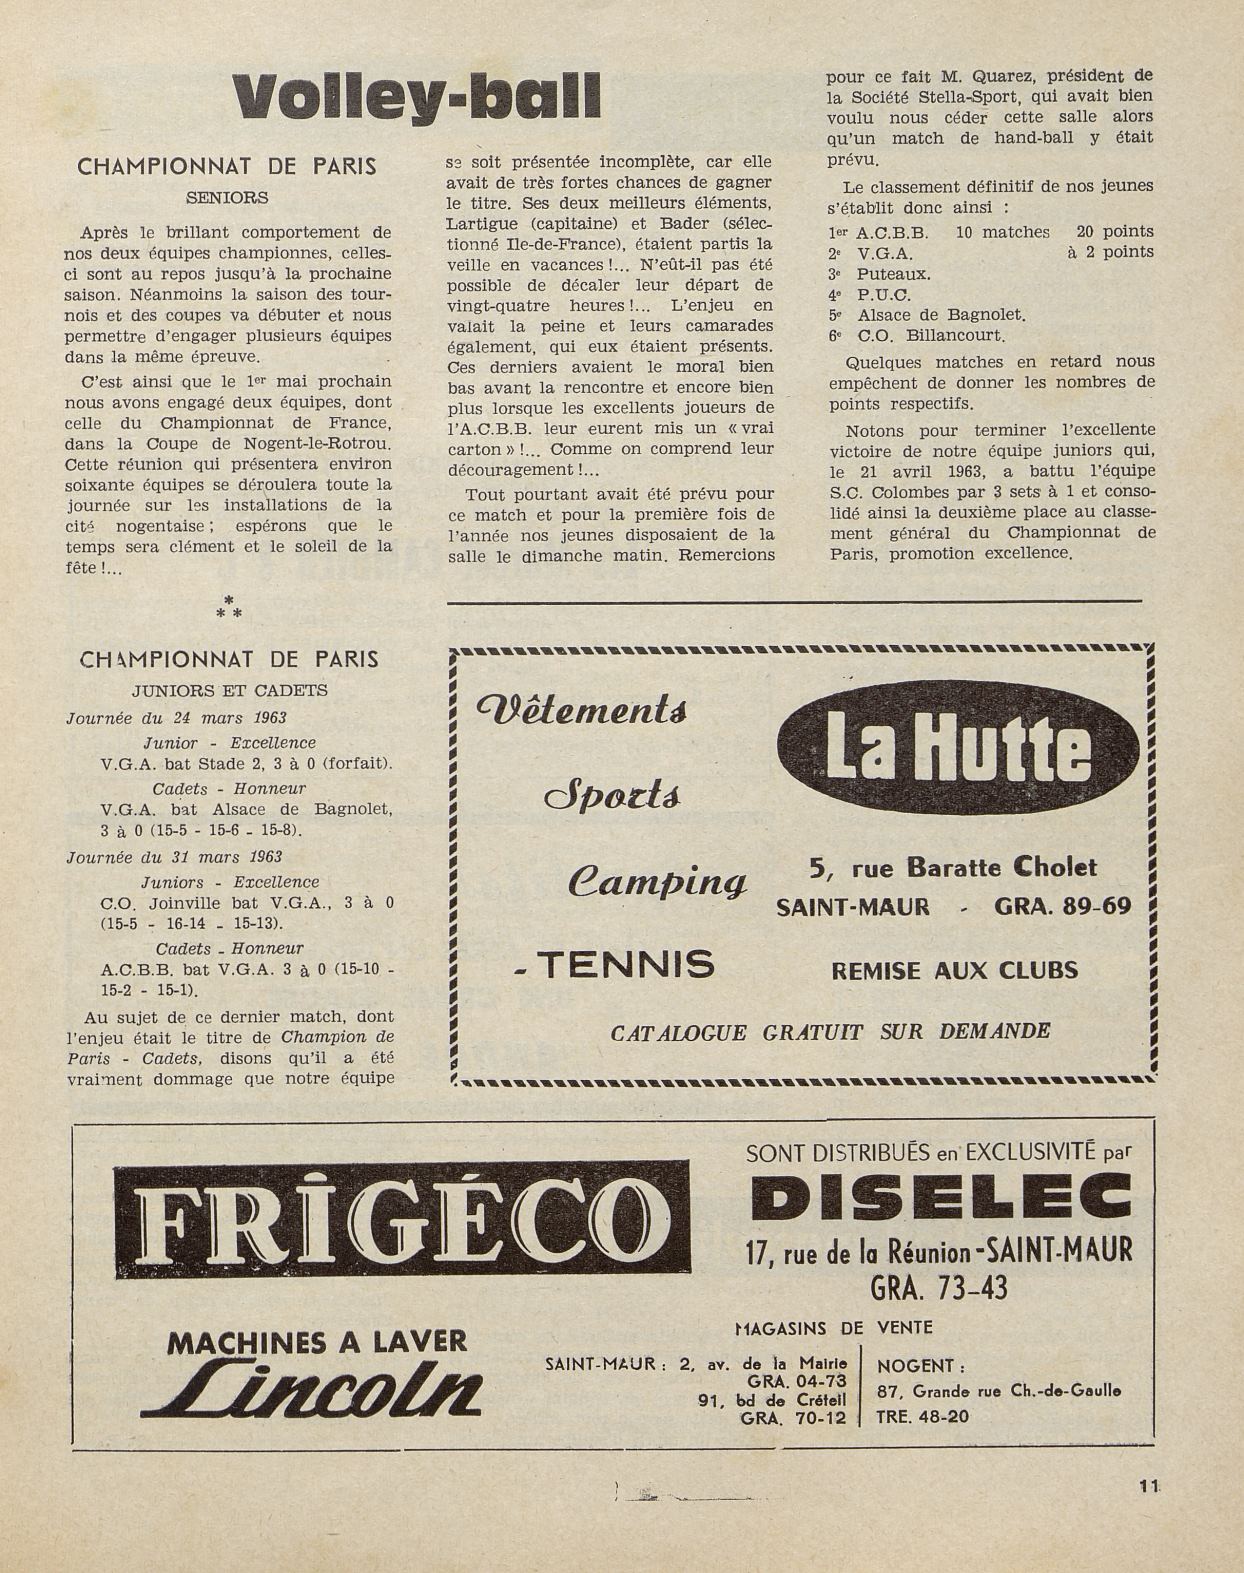 Volley-ball
CHAMPIONNAT DE PARIS
SENIORS
Après le brillant comportement de
nos deux équipes championnes, celles-
ci sont au repos jusqu'à la prochaine
saison. Néanmoins la saison des tour-
nois et des coupes va débuter et nous
permettre d'engager plusieurs équipes
dans la même épreuve.
C'est ainsi que le 1er mai prochain
nous avons engagé deux équipes, dont
celle du Championnat de France,
dans la Coupe de Nogent-le-Rotrou.
Cette réunion qui présentera environ
soixante équipes se déroulera toute la
journée sur les installations de la
cité nogentaise ; espérons que le
temps sera clément et le soleil de la
fête !...
*
* *
CHAMPIONNAT DE PARIS
JUNIORS ET CADETS
Journée du 24 mars 1963
Junior - Excellence
V.G.A. bat Stade 2, 3 à 0 (forfait).
Cadets - Honneur
V.G.A. bat Alsace de Bagnolet,
3 à 0 (15-5 - 15-6 - 15-8).
Journée du 31 mars 1963
Juniors - Excellence
C.O. Joinville bat V.G.A., 3 à 0
(15-5 - 16-14 - 15-13).
Cadets - Honneur
A.C.B.B. bat V.G.A. 3 à 0 (15-10 -
15-2 - 15-1).
Au sujet de ce dernier match, dont
l'enjeu était le titre de Champion de
Paris - Cadets, disons qu'il a été
vraiment dommage que notre équipe
se soit présentée incomplète, car elle
avait de très fortes chances de gagner
le titre. Ses deux meilleurs éléments,
Lartigue (capitaine) et Bader (sélec-
tionné Ile-de-France), étaient partis la
veille en vacances !... N'eût-il pas été
possible de décaler leur départ de
vingt-quatre heures !... L'enjeu en
valait la peine et leurs camarades
également, qui eux étaient présents.
Ces derniers avaient le moral bien
bas avant la rencontre et encore bien
plus lorsque les excellents joueurs de
l'A.C.B.B. leur eurent mis un « vrai
carton » !... Comme on comprend leur
découragement !...
Tout pourtant avait été prévu pour
ce match et pour la première fois de
l'année nos jeunes disposaient de la
salle le dimanche matin. Remercions
pour ce fait M. Quarez, président de
la Société Stella-Sport, qui avait bien
voulu nous céder cette salle alors
qu'un match de hand-ball y était
prévu.
Le classement définitif de nos jeunes
s'établit donc ainsi :
1er A.C.B.B. 10 matches 20 points
2e V.G.A. à 2 points
3e Puteaux.
4e P.U.C.
5e Alsace de Bagnolet.
6e C.O. Billancourt.
Quelques matches en retard nous
empêchent de donner les nombres de
points respectifs.
Notons pour terminer l'excellente
victoire de notre équipe juniors qui,
le 21 avril 1963, a battu l'équipe
S.C. Colombes par 3 sets à 1 et conso-
lidé ainsi la deuxième place au classe-
ment général du Championnat de
Paris, promotion excellence.
Vêtements
Sports
Camping
- TENNIS
La Hutte
5, rue Baratte Cholet
SAINT-MAUR - GRA. 89-69
REMISE AUX CLUBS
CATALOGUE GRATUIT SUR DEMANDE
FRIGÉCO
MACHINES A LAVER
Lincoln
SONT DISTRIBUÉS en EXCLUSIVITÉ par
DISELEC
17, rue de la Réunion - SAINT-MAUR
GRA. 73-43
MAGASINS DE VENTE
SAINT-MAUR : 2, av. de la Mairie
GRA. 04-73
91, bd de Créteil
GRA. 70-12
NOGENT :
87, Grande rue Ch.-de-Gaulle
TRE. 48-20
11